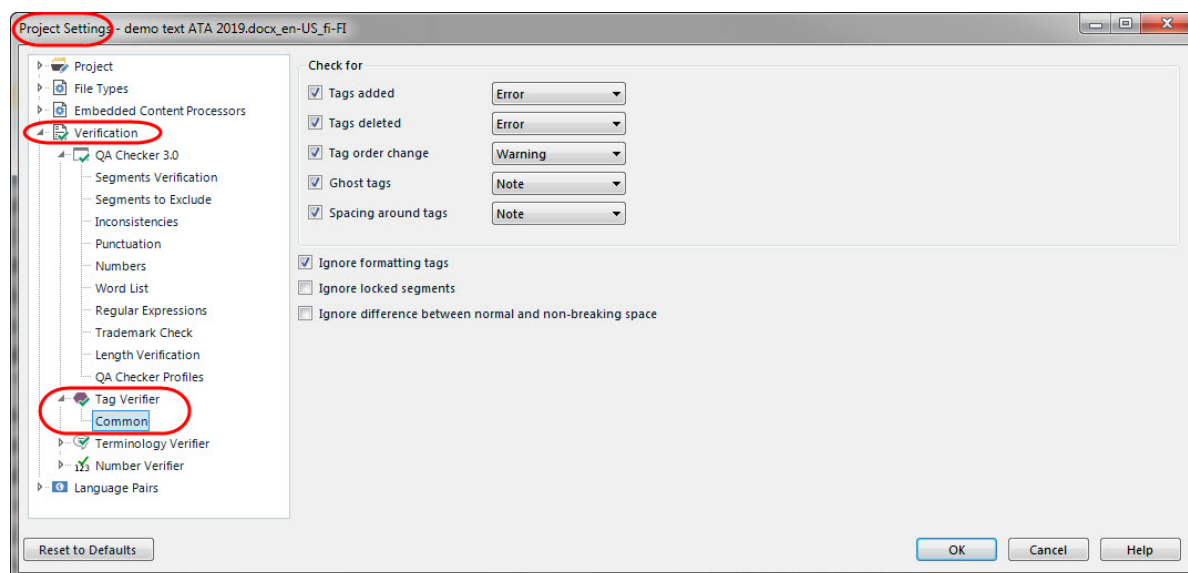 Project Settings - demo text ATA 2019.docx_en-US_fi-FI
Project
File Types
Embedded Content Processors
Verification
QA Checker 3.0
Segments Verification
Segments to Exclude
Inconsistencies
Punctuation
Numbers
Word List
Regular Expressions
Trademark Check
Length Verification
QA Checker Profiles
Tag Verifier
Common
Terminology Verifier
123 Number Verifier
Language Pairs
Check for
Tags added Error
Tags deleted Error
Tag order change Warning
Ghost tags Note
Spacing around tags Note
Ignore formatting tags
Ignore locked segments
Ignore difference between normal and non-breaking space
Reset to Defaults OK Cancel Help